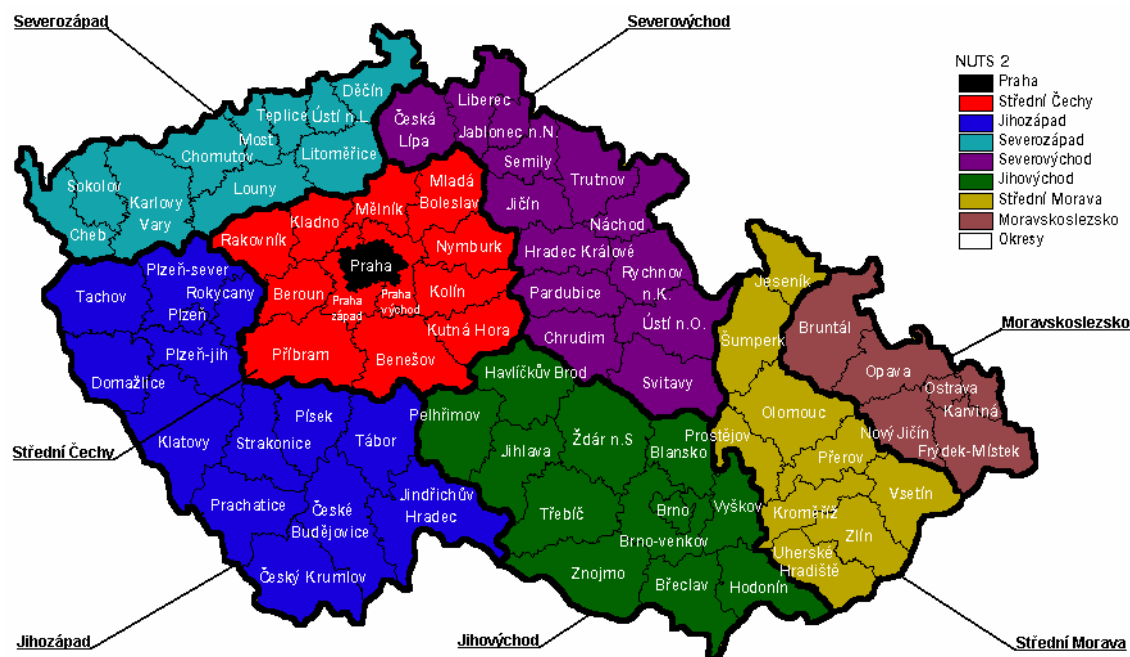 Severozápad
Severovýchod
NUTS 2
Praha
Střední Čechy
Jihozápad
Severozápad
Severovýchod
Jihovýchod
Střední Morava
Moravskoslezsko
Okresy
Děčín
Teplice
Ústí n.L.
Most
Chomutov
Litoměřice
Sokolov
Louny
Karlovy
Vary
Cheb
Česká
Lípa
Liberec
Jablonec n.N.
Semily
Trutnov
Jičín
Náchod
Hradec Králové
Rychnov
n.K.
Pardubice
Ústí n.O.
Chrudim
Svitavy
Mladá
Boleslav
Mělník
Kladno
Rakovník
Nymburk
Praha
Beroun
Praha
západ
Praha
východ
Kolín
Kutná Hora
Příbram
Benešov
Plzeň-sever
Tachov
Rokycany
Plzeň
Plzeň-jih
Domažlice
Klatovy
Písek
Strakonice
Tábor
Prachatice
České
Budějovice
Jindřichův
Hradec
Český Krumlov
Havlíčkův Brod
Pelhřimov
Jihlava
Ždár n.S
Blansko
Třebíč
Brno
Vyškov
Brno-venkov
Znojmo
Břeclav
Hodonín
Jeseník
Šumperk
Olomouc
Prostějov
Přerov
Kroměříž
Vsetín
Zlín
Uherské
Hradiště
Bruntál
Opava
Ostrava
Karviná
Nový Jičín
Frýdek-Místek
Moravskoslezsko
Střední Čechy
Jihozápad
Jihovýchod
Střední Morava